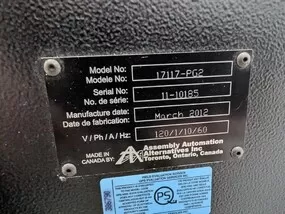 Model No:
Modele No:
17117-PG2
Serial No:
No. de série:
11-10185
Manufacture date:
Date de fabrication:
March 2012
V / Ph / A / Hz:
120/1/10/60
MADE IN
CANADA BY:
Assembly Automation
Alternatives Inc
Toronto, Ontario, Canada